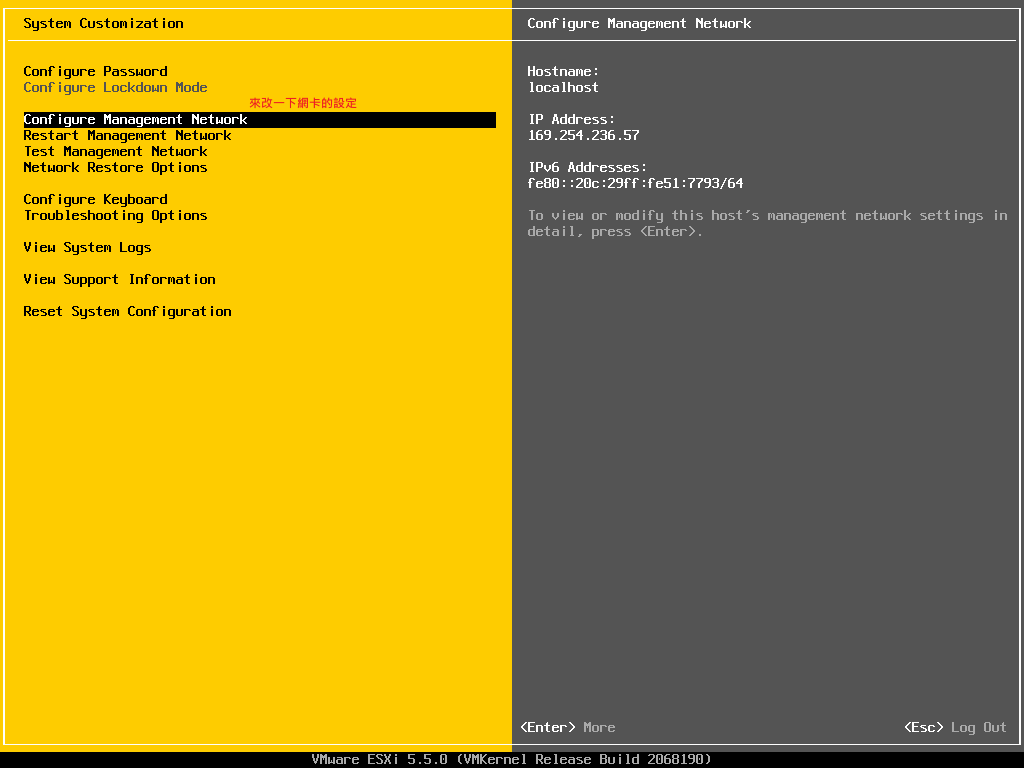 System Customization
Configure Password
Configure Lockdown Mode
來改一下網卡的設定
Configure Management Network
Restart Management Network
Test Management Network
Network Restore Options
Configure Keyboard
Troubleshooting Options
View System Logs
View Support Information
Reset System Configuration
Configure Management Network
Hostname:
localhost
IP Address:
169.254.236.57
IPv6 Addresses:
fe80::20c:29ff:fe51:7793/64
To view or modify this host's management network settings in
detail, press <Enter>.
<Enter> More
<Esc> Log Out
VMware ESXi 5.5.0 (VMKernel Release Build 2068190)